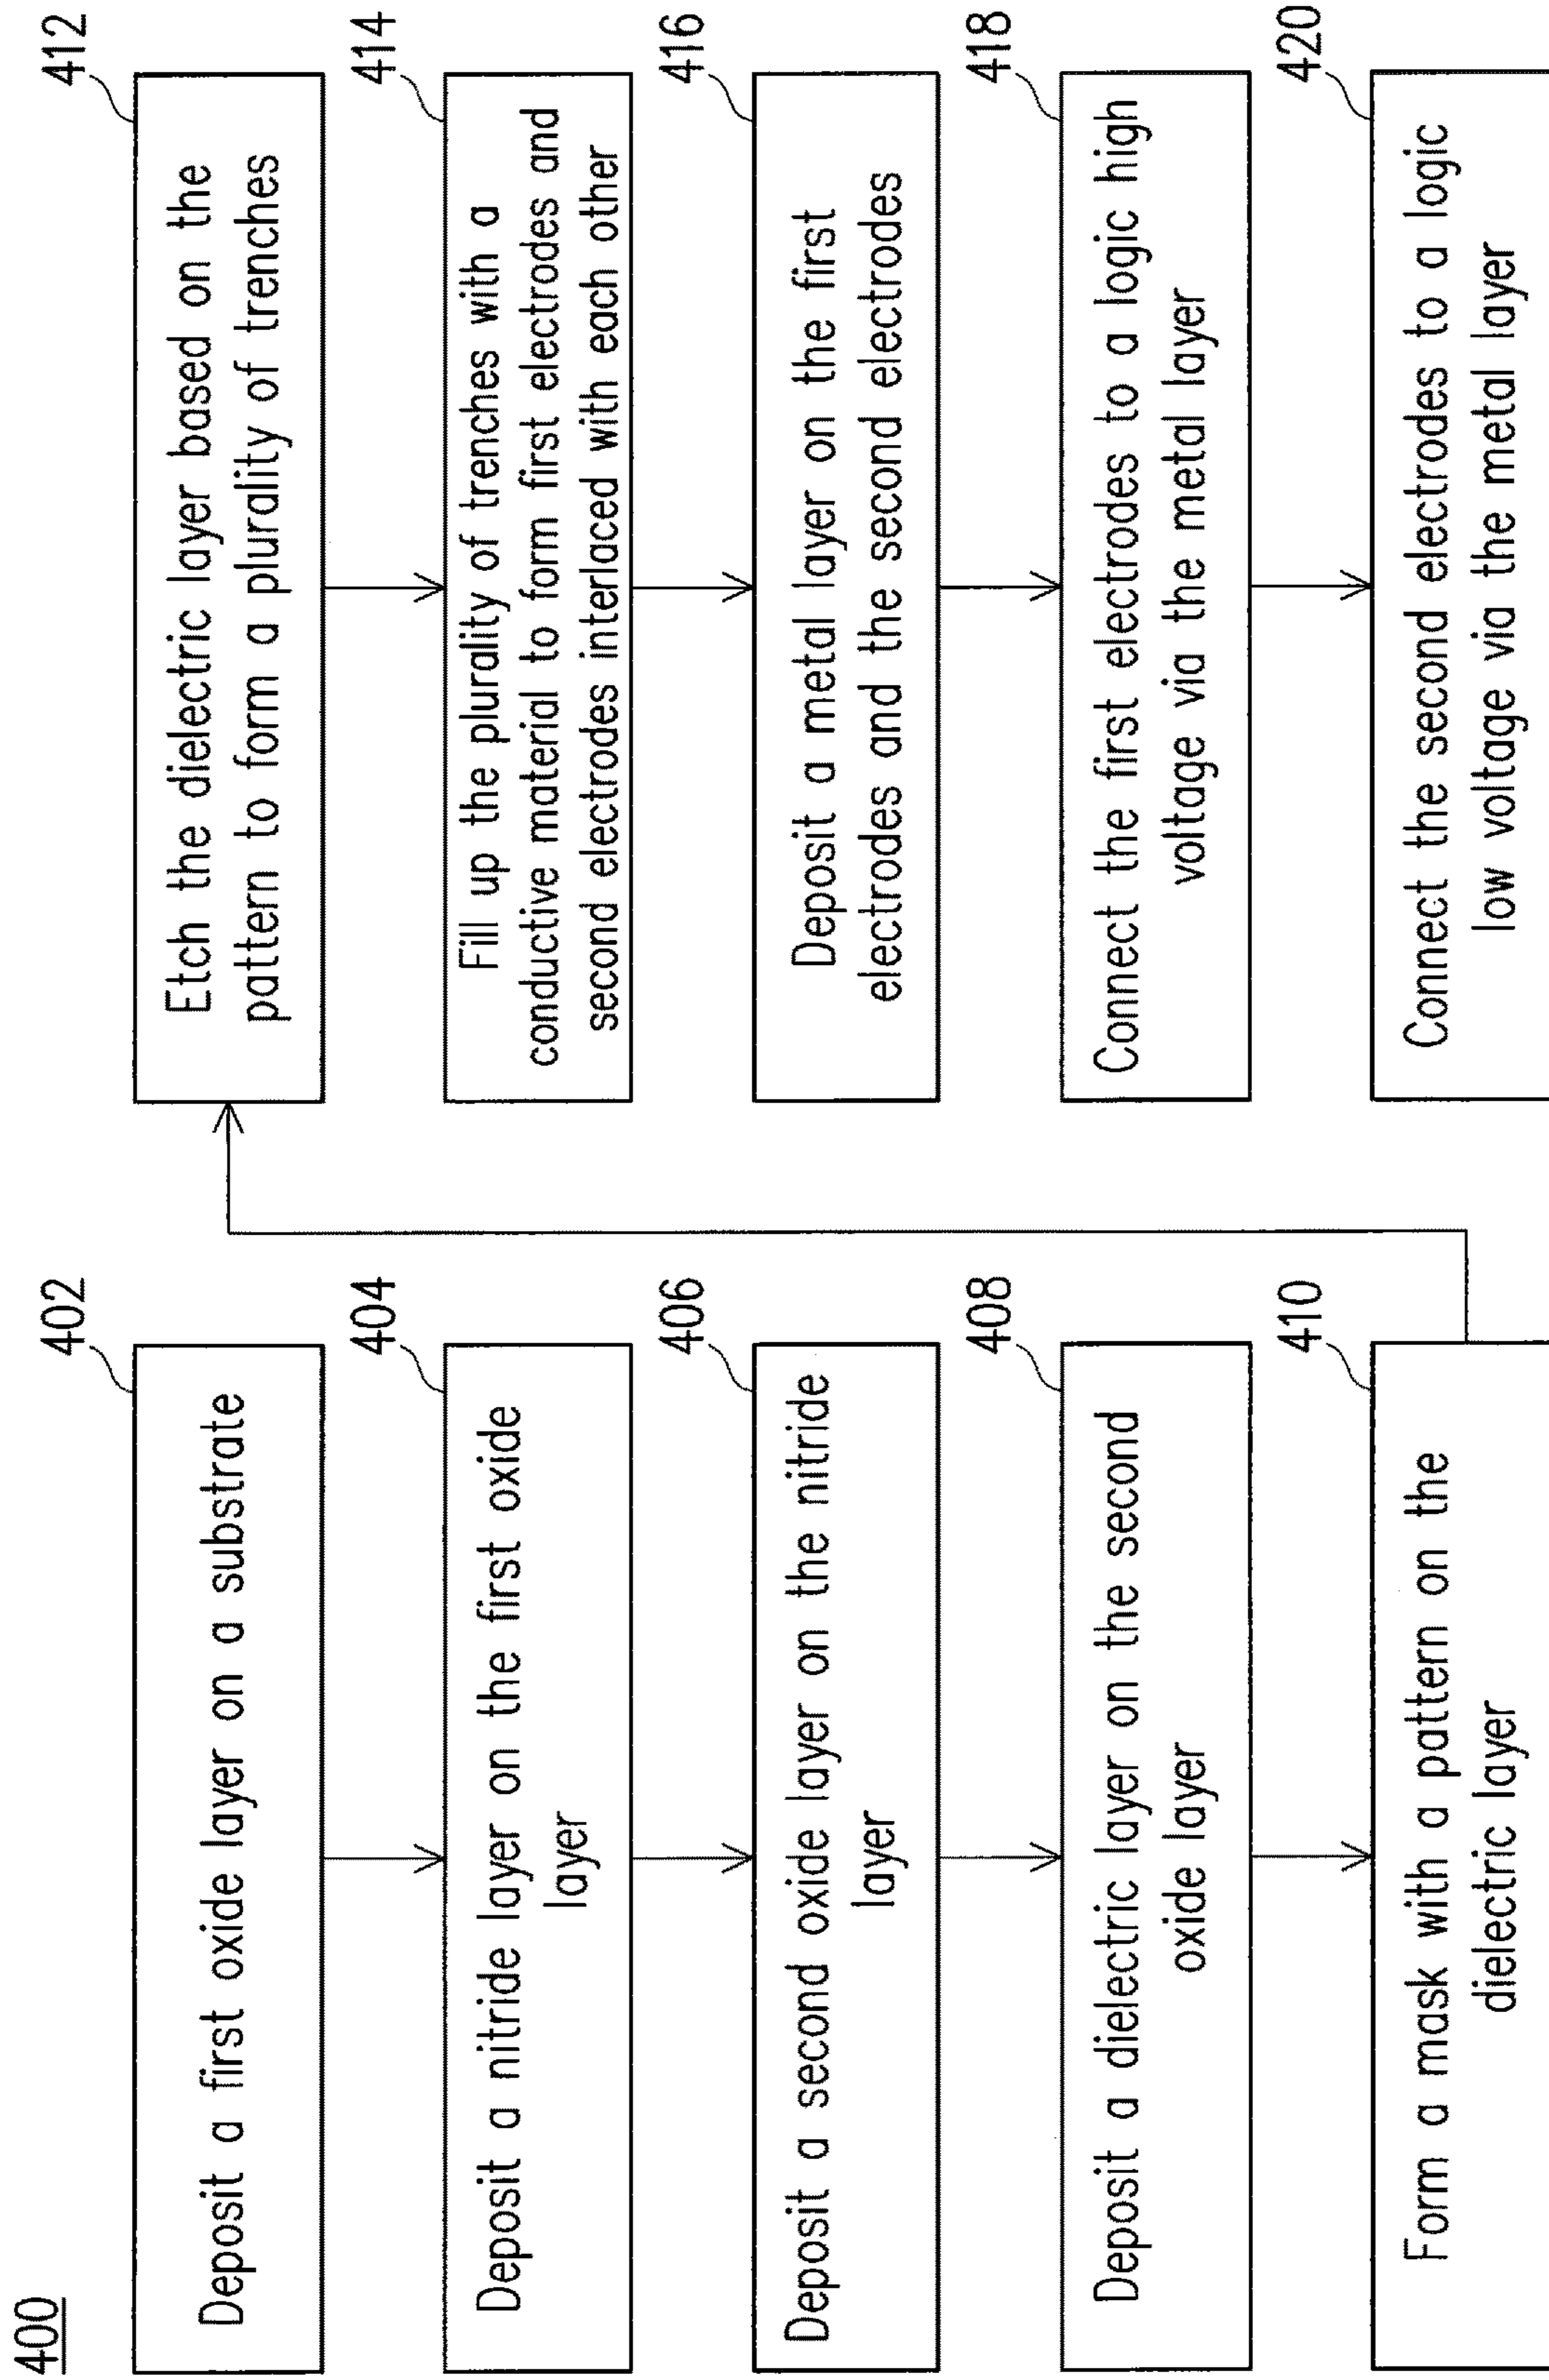 400
402
Deposit a first oxide layer on a substrate
404
Deposit a nitride layer on the first oxide
layer
406
Deposit a second oxide layer on the nitride
layer
408
Deposit a dielectric layer on the second
oxide layer
410
Form a mask with a pattern on the
dielectric layer
412
Etch the dielectric layer based on the
pattern to form a plurality of trenches
414
Fill up the plurality of trenches with a
conductive material to form first electrodes and
second electrodes interlaced with each other
416
Deposit a metal layer on the first
electrodes and the second electrodes
418
Connect the first electrodes to a logic high
voltage via the metal layer
420
Connect the second electrodes to a logic
low voltage via the metal layer